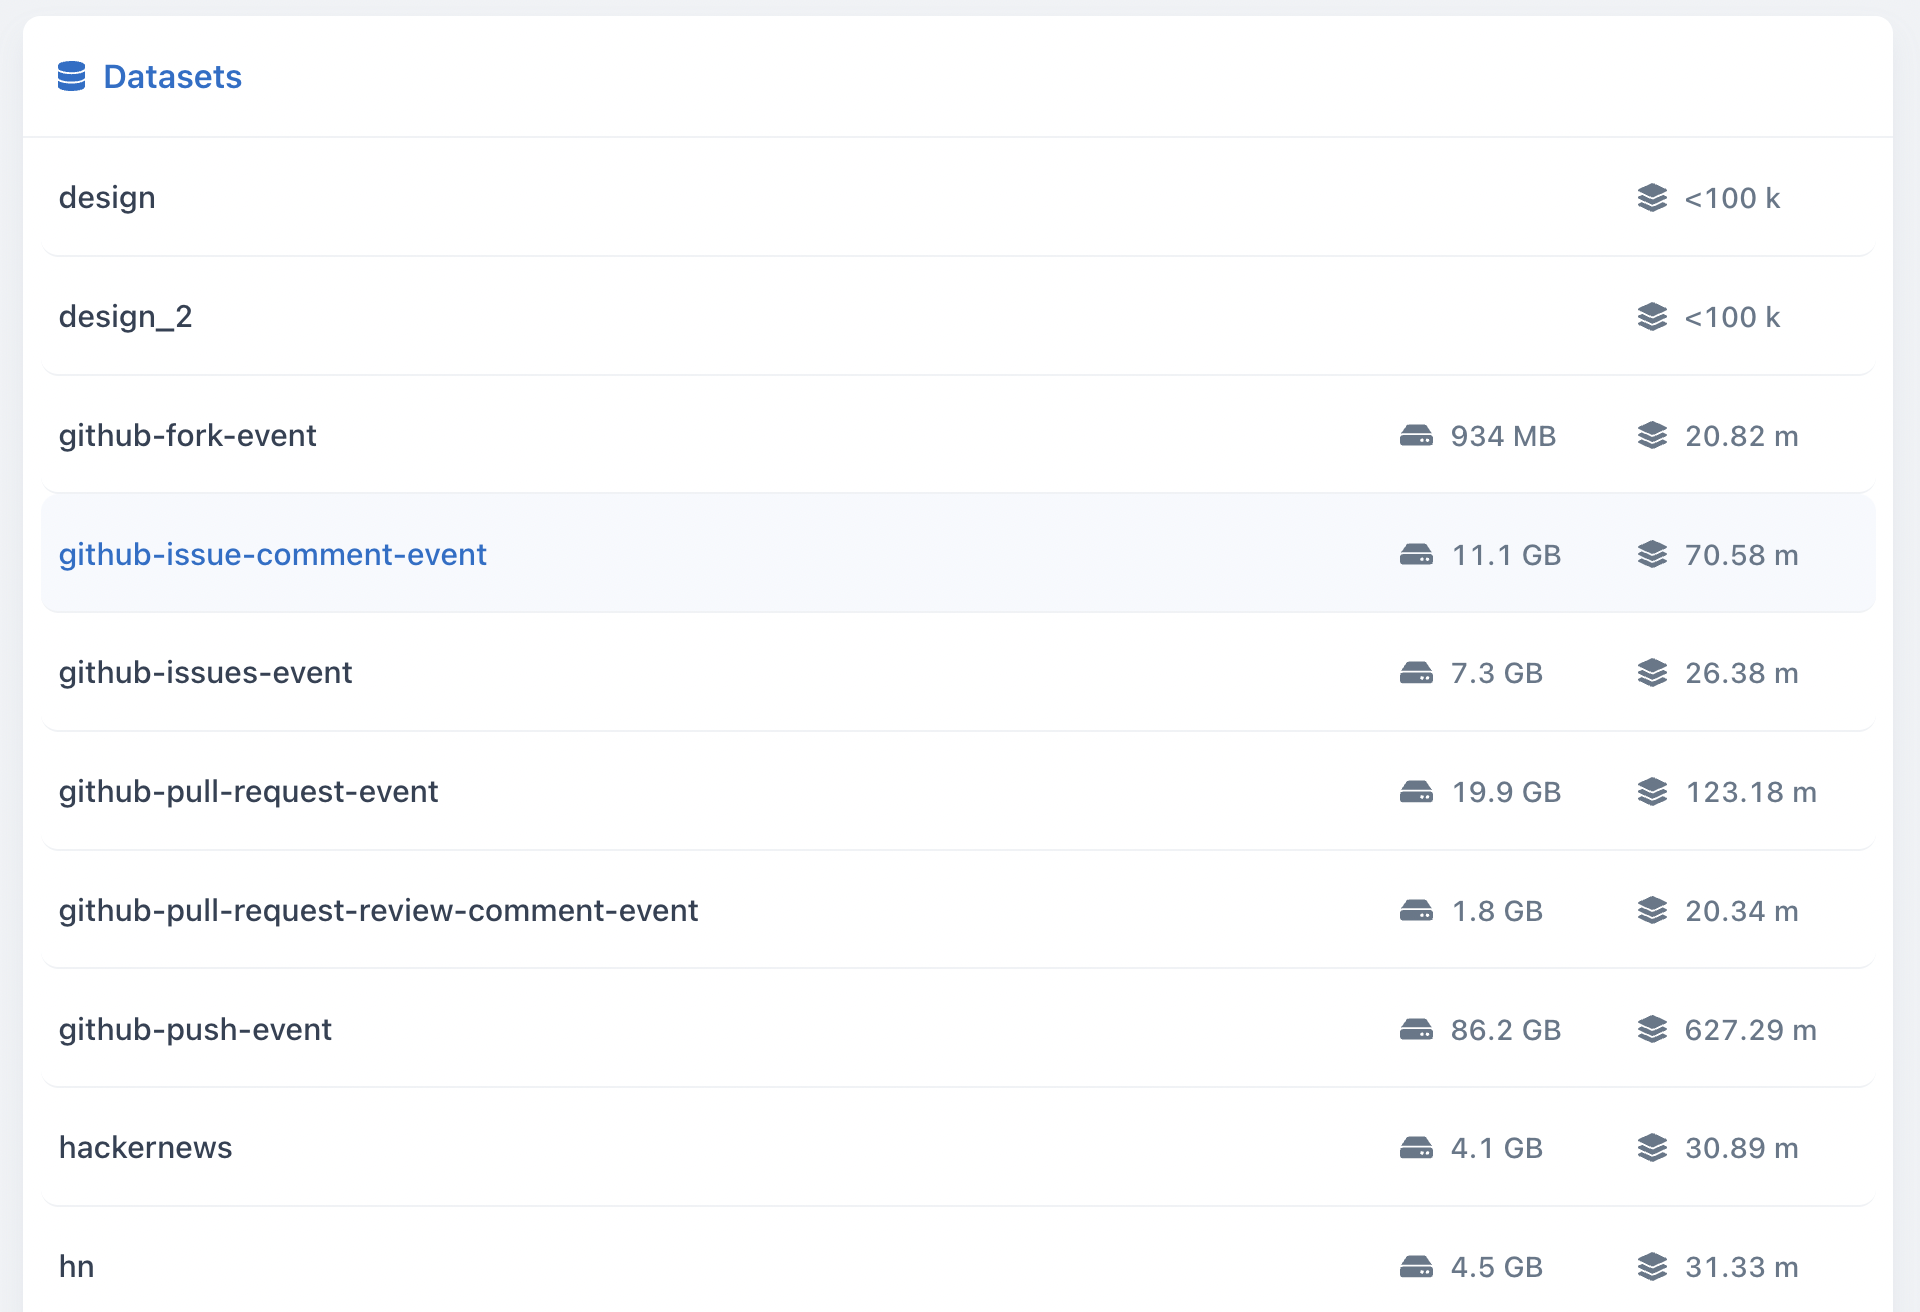 Datasets
design <100 k
design_2 <100 k
github-fork-event 934 MB 20.82 m
github-issue-comment-event 11.1 GB 70.58 m
github-issues-event 7.3 GB 26.38 m
github-pull-request-event 19.9 GB 123.18 m
github-pull-request-review-comment-event 1.8 GB 20.34 m
github-push-event 86.2 GB 627.29 m
hackernews 4.1 GB 30.89 m
hn 4.5 GB 31.33 m